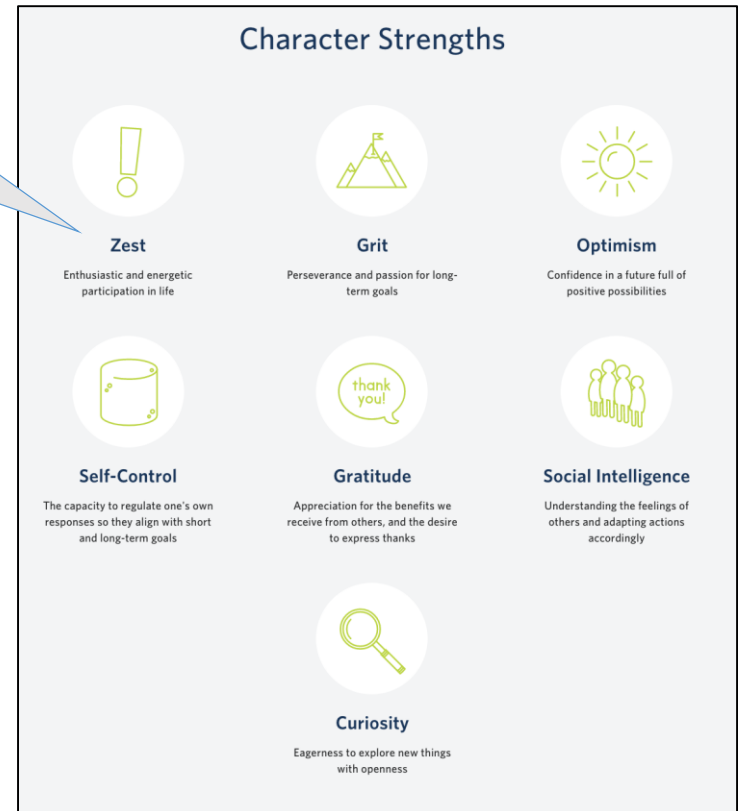 Character Strengths
Zest
Enthusiastic and energetic
participation in life
Grit
Perseverance and passion for long-
term goals
Optimism
Confidence in a future full of
positive possibilities
Self-Control
The capacity to regulate one's own
responses so they align with short
and long-term goals
thank
you!
Gratitude
Appreciation for the benefits we
receive from others, and the desire
to express thanks
Social Intelligence
Understanding the feelings of
others and adapting actions
accordingly
Curiosity
Eagerness to explore new things
with openness